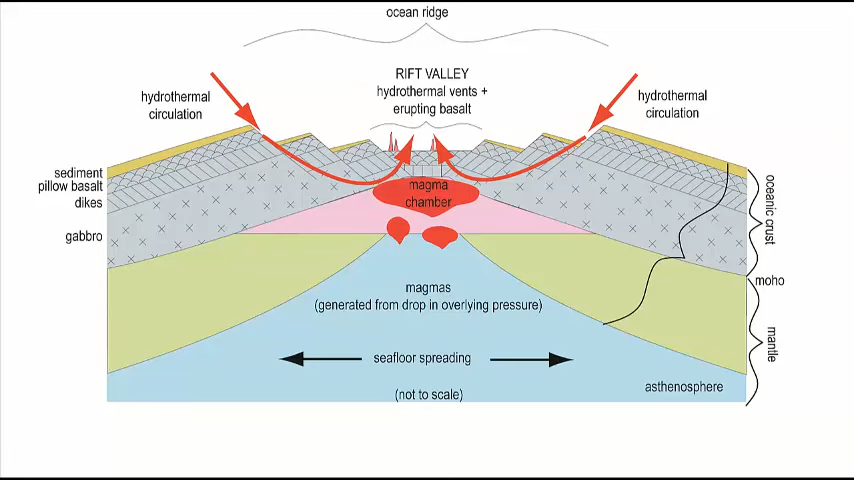 ocean ridge
RIFT VALLEY
hydrothermal vents +
erupting basalt
hydrothermal
circulation
hydrothermal
circulation
sediment
pillow basalt
dikes
gabbro
magma
chamber
oceanic crust
moho
mantle
magmas
(generated from drop in overlying pressure)
seafloor spreading
asthenosphere
(not to scale)